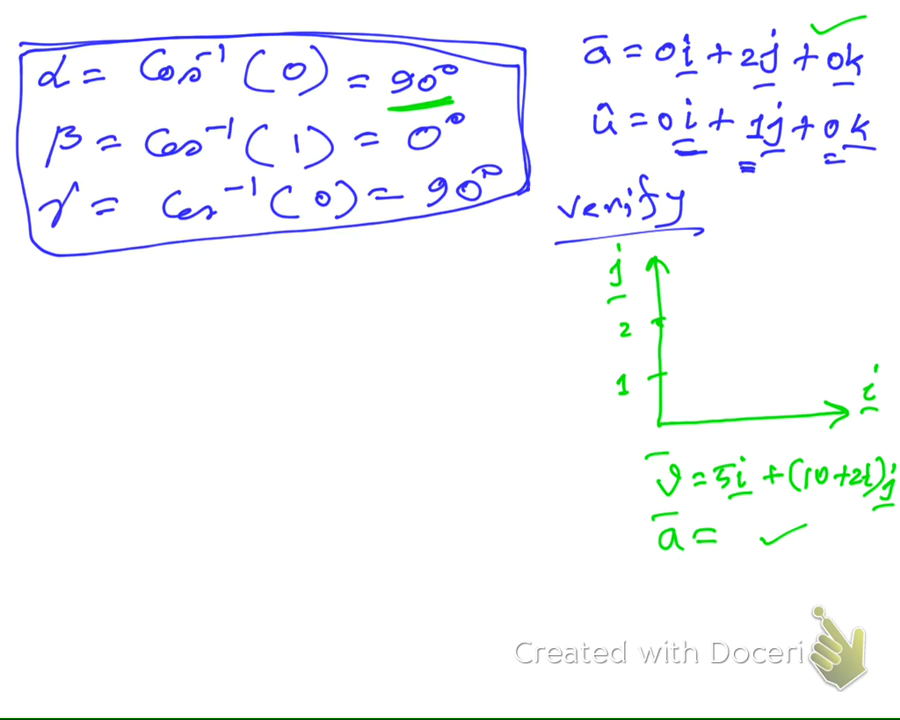 α = Cos⁻¹ (0) = 90°
β = Cos⁻¹ (1) = 0°
γ = Cos⁻¹ (0) = 90°
a̅ = 0i + 2j + 0k
û = 0i + 1j + 0k
verify
j
2
1
i
v̅ = 5i + (10+2t)j
a̅ = ✓
Created with Doceri